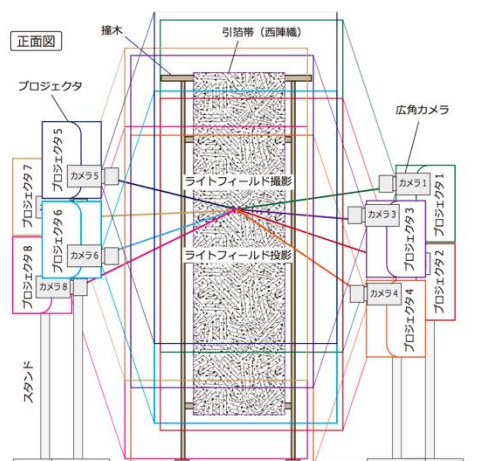 正面図
撞木
引箔帯（西陣織）
プロジェクタ
広角カメラ
プロジェクタ5
カメラ5
プロジェクタ7
プロジェクタ6
カメラ6
プロジェクタ8
カメラ8
ライトフィールド撮影
ライトフィールド投影
カメラ1
プロジェクタ1
カメラ3
プロジェクタ3
プロジェクタ2
カメラ4
プロジェクタ4
スタンド